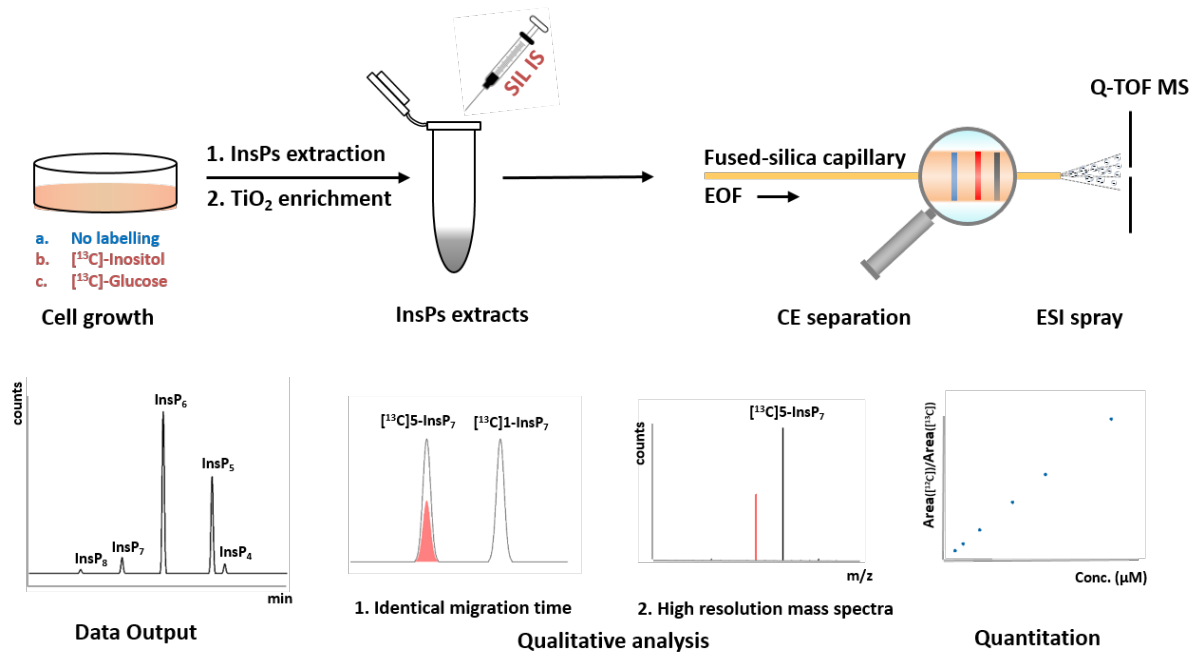 SIL IS
Q-TOF MS
1. InsPs extraction
2. TiO₂ enrichment
Fused-silica capillary
EOF
a. No labelling
b. [¹³C]-Inositol
c. [¹³C]-Glucose
Cell growth
InsPs extracts
CE separation
ESI spray
counts
InsP₈
InsP₇
InsP₆
InsP₅
InsP₄
min
Data Output
[¹³C]5-InsP₇
[¹³C]1-InsP₇
1. Identical migration time
counts
[¹³C]5-InsP₇
m/z
2. High resolution mass spectra
Qualitative analysis
Area([¹²C])/Area([¹³C])
Conc. (μM)
Quantitation